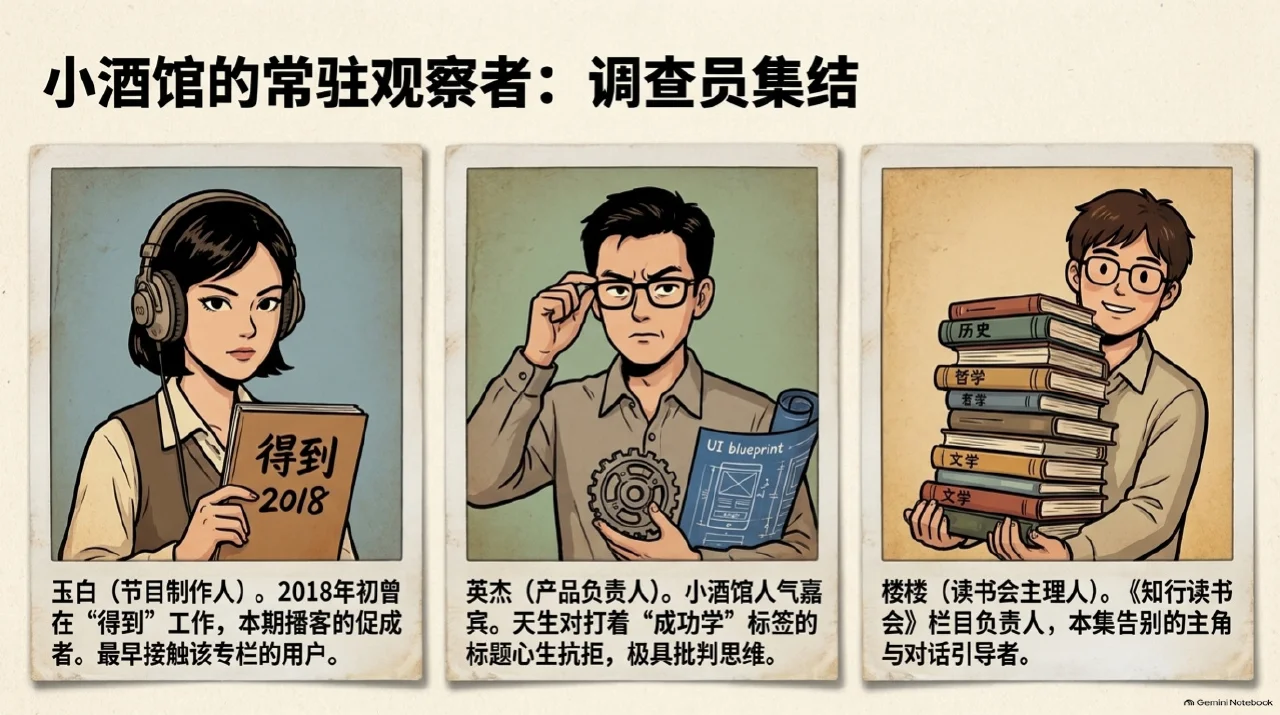 小酒馆的常驻观察者：调查员集结
得到
2018
玉白（节目制作人）。2018年初曾
在“得到”工作，本期播客的促成
者。最早接触该专栏的用户。
UI blueprint
英杰（产品负责人）。小酒馆人气嘉
宾。天生对打着“成功学”标签的
标题心生抗拒，极具批判思维。
历史
哲学
文学
文学
楼楼（读书会主理人）。《知行读书
会》栏目负责人，本集告别的主角
与对话引导者。
Gemini Notebook